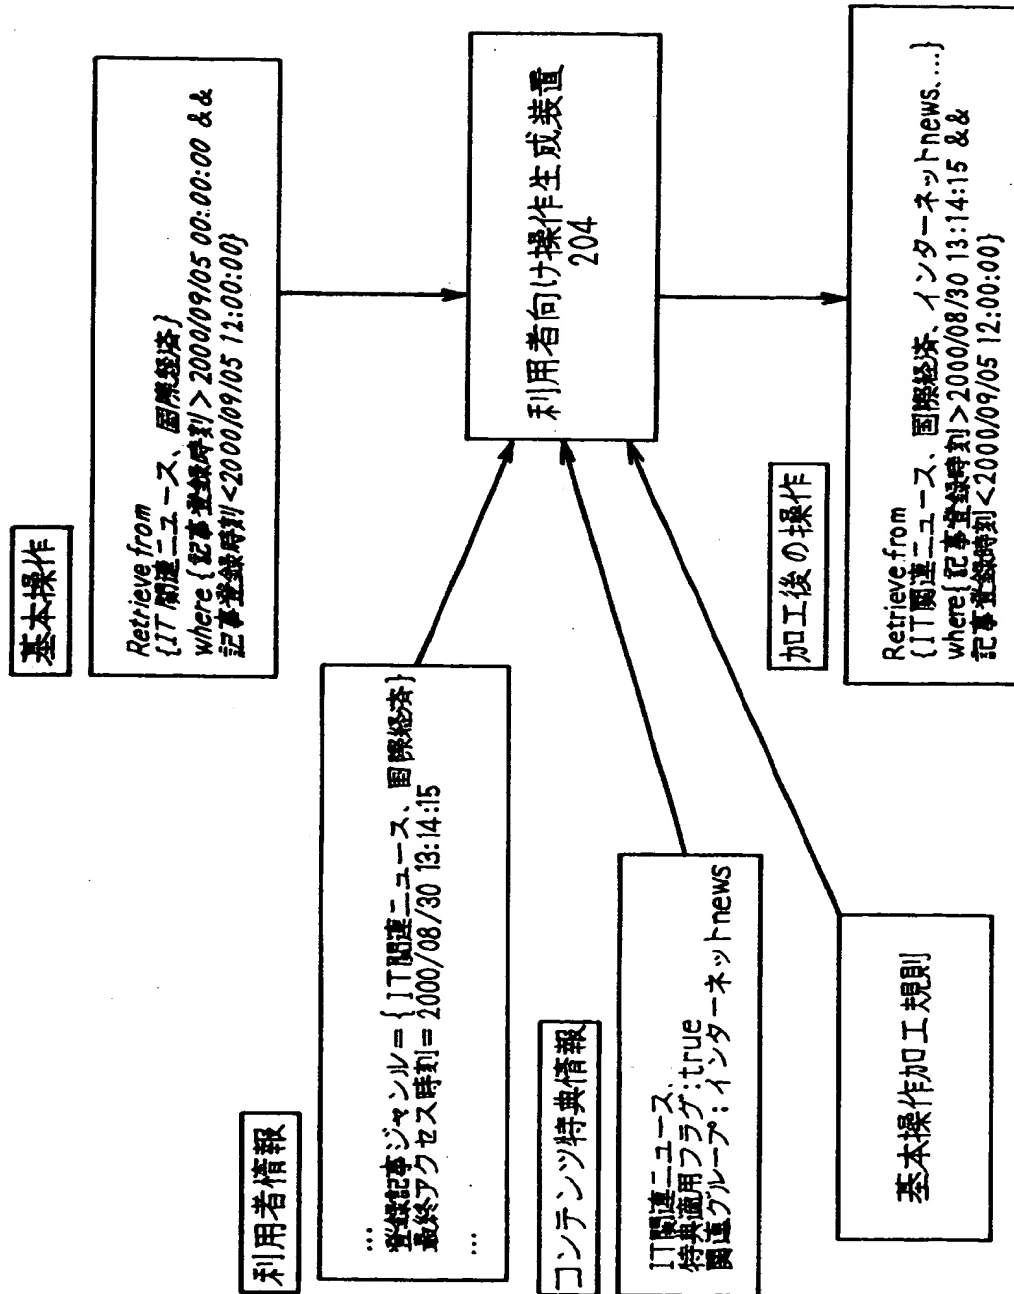 基本操作
Retrieve from
{IT関連ニュース、国際経済}
where{記事登録時刻>2000/09/05 00:00:00 &&
記事登録時刻<2000/09/05 12:00:00}
利用者情報
...
登録記事ジャンル={IT関連ニュース、国際経済}
最終アクセス時刻=2000/08/30 13:14:15
...
利用者向け操作生成装置
204
コンテンツ特典情報
IT関連ニュース
特典適用フラグ:true
関連グループ:インターネットnews
基本操作加工規則
加工後の操作
Retrieve from
{IT関連ニュース、国際経済、インターネットnews、...}
where{記事登録時刻>2000/08/30 13:14:15 &&
記事登録時刻<2000/09/05 12:00:00}